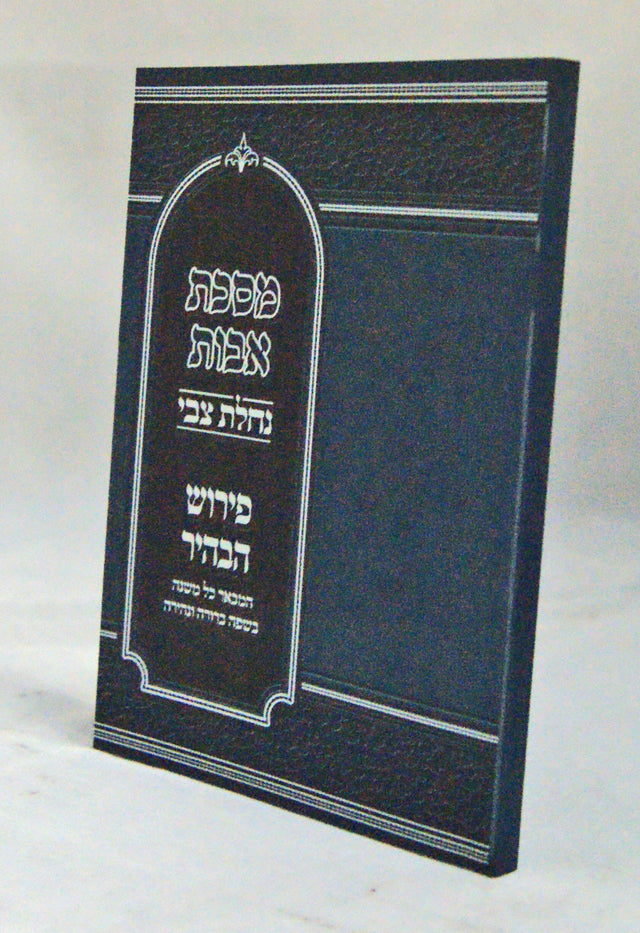 מסכת
אבות
נחלת צבי
פירוש
הבהיר
המבאר כל משנה
בשפה ברורה ונהירה